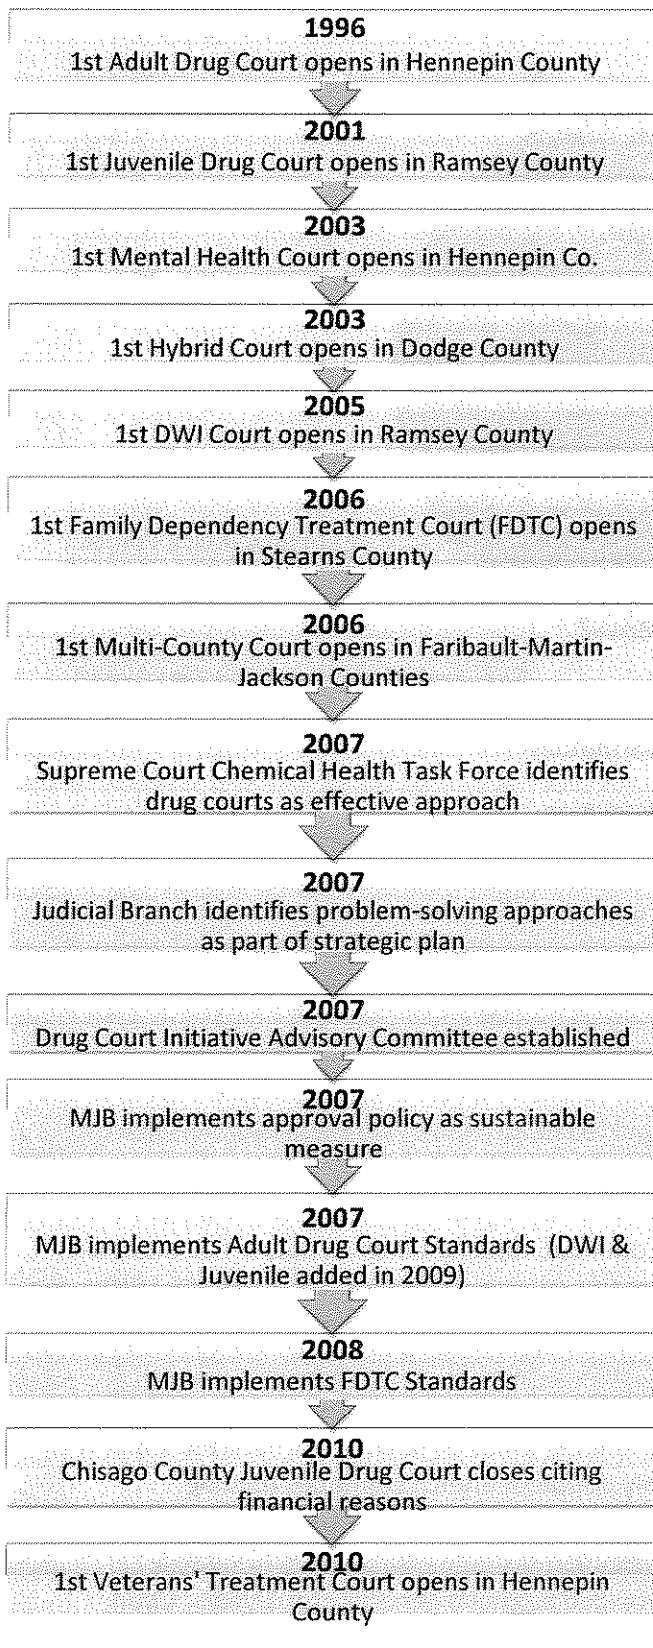 1996
1st Adult Drug Court opens in Hennepin County
2001
1st Juvenile Drug Court opens in Ramsey County
2003
1st Mental Health Court opens in Hennepin Co.
2003
1st Hybrid Court opens in Dodge County
2005
1st DWI Court opens in Ramsey County
2006
1st Family Dependency Treatment Court (FDTC) opens
in Stearns County
2006
1st Multi-County Court opens in Faribault-Martin-
Jackson Counties
2007
Supreme Court Chemical Health Task Force identifies
drug courts as effective approach
2007
Judicial Branch identifies problem-solving approaches
as part of strategic plan
2007
Drug Court Initiative Advisory Committee established
2007
MJB implements approval policy as sustainable
measure
2007
MJB implements Adult Drug Court Standards (DWI &
Juvenile added in 2009)
2008
MJB implements FDTC Standards
2010
Chisago County Juvenile Drug Court closes citing
financial reasons
2010
1st Veterans' Treatment Court opens in Hennepin
County